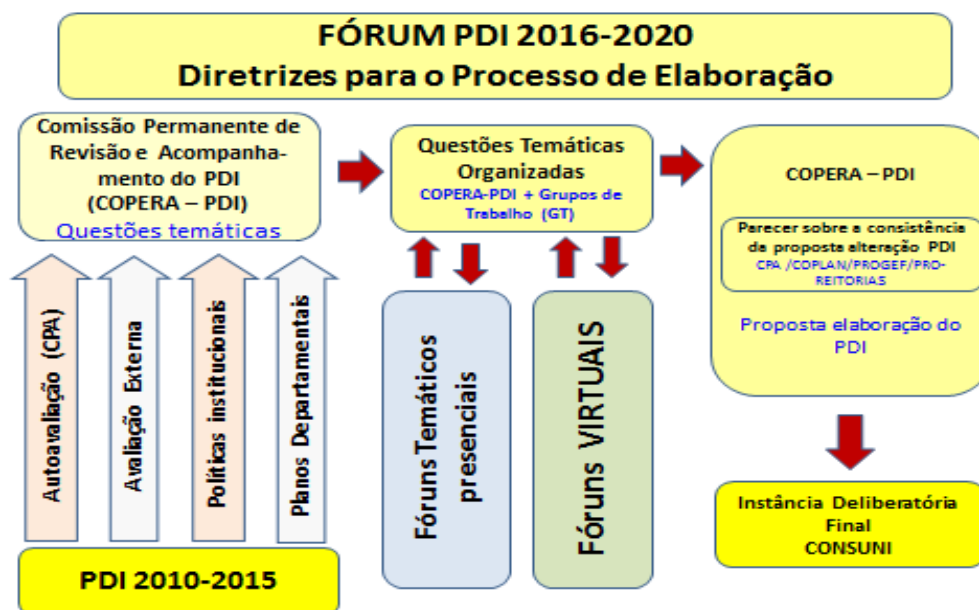 FÓRUM PDI 2016-2020
Diretrizes para o Processo de Elaboração
Comissão Permanente de
Revisão e Acompanha-
mento do PDI
(COPERA – PDI)
Questões temáticas
Questões Temáticas
Organizadas
COPERA-PDI + Grupos de
Trabalho (GT)
COPERA – PDI
Parecer sobre a consistência
da proposta alteração PDI
CPA /COPLAN/PROGEF/PRO-
REITORIAS
Proposta elaboração do
PDI
Autoavaliação (CPA)
Avaliação Externa
Políticas institucionais
Planos Departamentais
Fóruns Temáticos
presenciais
Fóruns VIRTUAIS
Instância Deliberatória
Final
CONSUNI
PDI 2010-2015